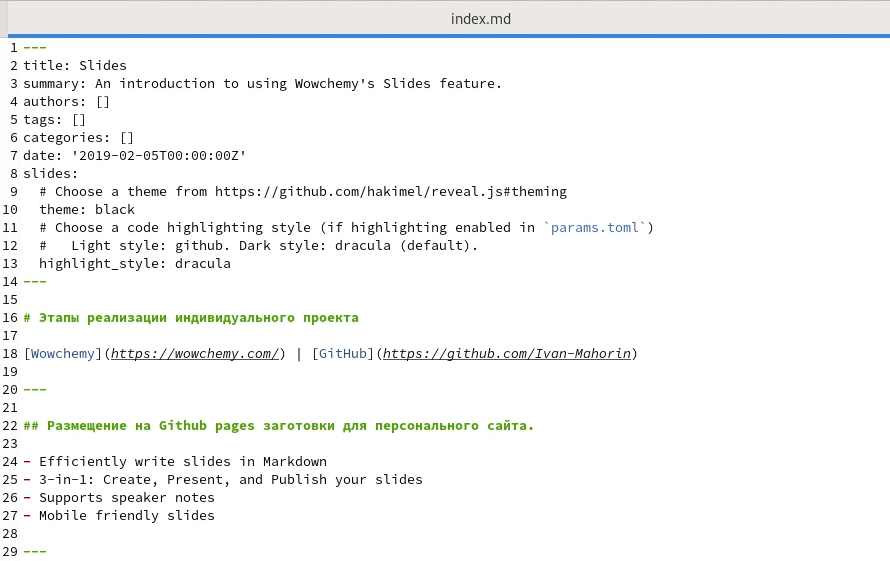 index.md
1 ---
2 title: Slides
3 summary: An introduction to using Wowchemy's Slides feature.
4 authors: []
5 tags: []
6 categories: []
7 date: '2019-02-05T00:00:00Z'
8 slides:
9   # Choose a theme from https://github.com/hakimel/reveal.js#theming
10   theme: black
11   # Choose a code highlighting style (if highlighting enabled in `params.toml`)
12   #   Light style: github. Dark style: dracula (default).
13   highlight_style: dracula
14 ---
15
16 # Этапы реализации индивидуального проекта
17
18 [Wowchemy](https://wowchemy.com/) | [GitHub](https://github.com/Ivan-Mahorin)
19
20 ---
21
22 ## Размещение на Github pages заготовки для персонального сайта.
23
24 - Efficiently write slides in Markdown
25 - 3-in-1: Create, Present, and Publish your slides
26 - Supports speaker notes
27 - Mobile friendly slides
28
29 ---